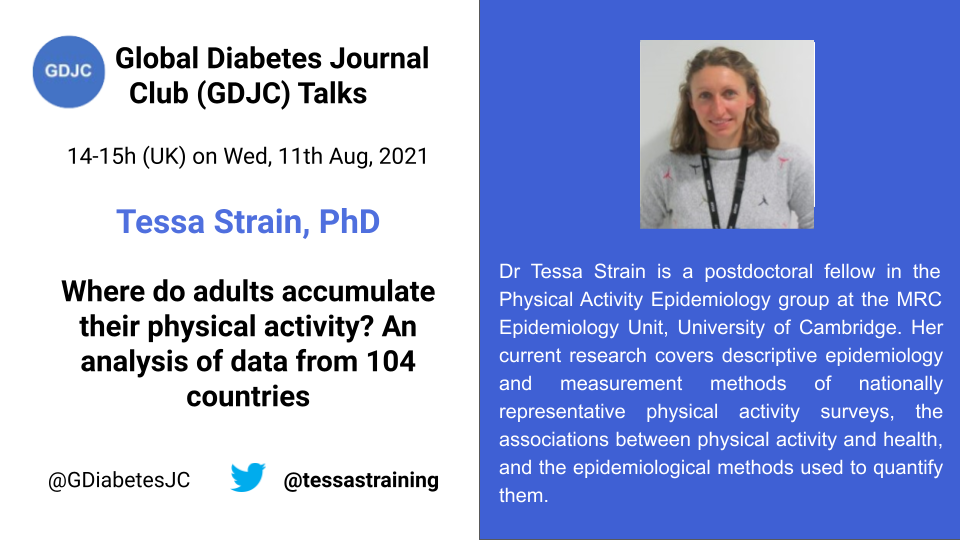 GDJC
Global Diabetes Journal
Club (GDJC) Talks
14-15h (UK) on Wed, 11th Aug, 2021
Tessa Strain, PhD
Where do adults accumulate
their physical activity? An
analysis of data from 104
countries
@GDiabetesJC
@tessastraining
Dr Tessa Strain is a postdoctoral fellow in the
Physical Activity Epidemiology group at the MRC
Epidemiology Unit, University of Cambridge. Her
current research covers descriptive epidemiology
and measurement methods of nationally
representative physical activity surveys, the
associations between physical activity and health,
and the epidemiological methods used to quantify
them.